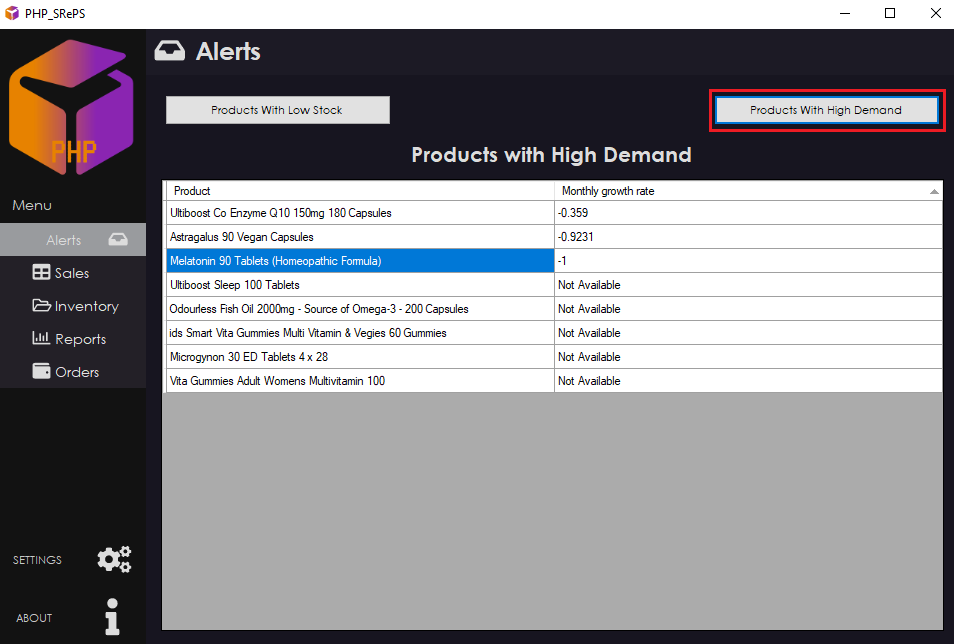 PHP_SRePS
PHP
Menu
Alerts
Sales
Inventory
Reports
Orders
SETTINGS
ABOUT
Alerts
Products With Low Stock
Products With High Demand
Products with High Demand
Product Monthly growth rate
Ultiboost Co Enzyme Q10 150mg 180 Capsules -0.359
Astragalus 90 Vegan Capsules -0.9231
Melatonin 90 Tablets (Homeopathic Formula) -1
Ultiboost Sleep 100 Tablets Not Available
Odourless Fish Oil 2000mg - Source of Omega-3 - 200 Capsules Not Available
ids Smart Vita Gummies Multi Vitamin & Vegies 60 Gummies Not Available
Microgynon 30 ED Tablets 4 x 28 Not Available
Vita Gummies Adult Womens Multivitamin 100 Not Available